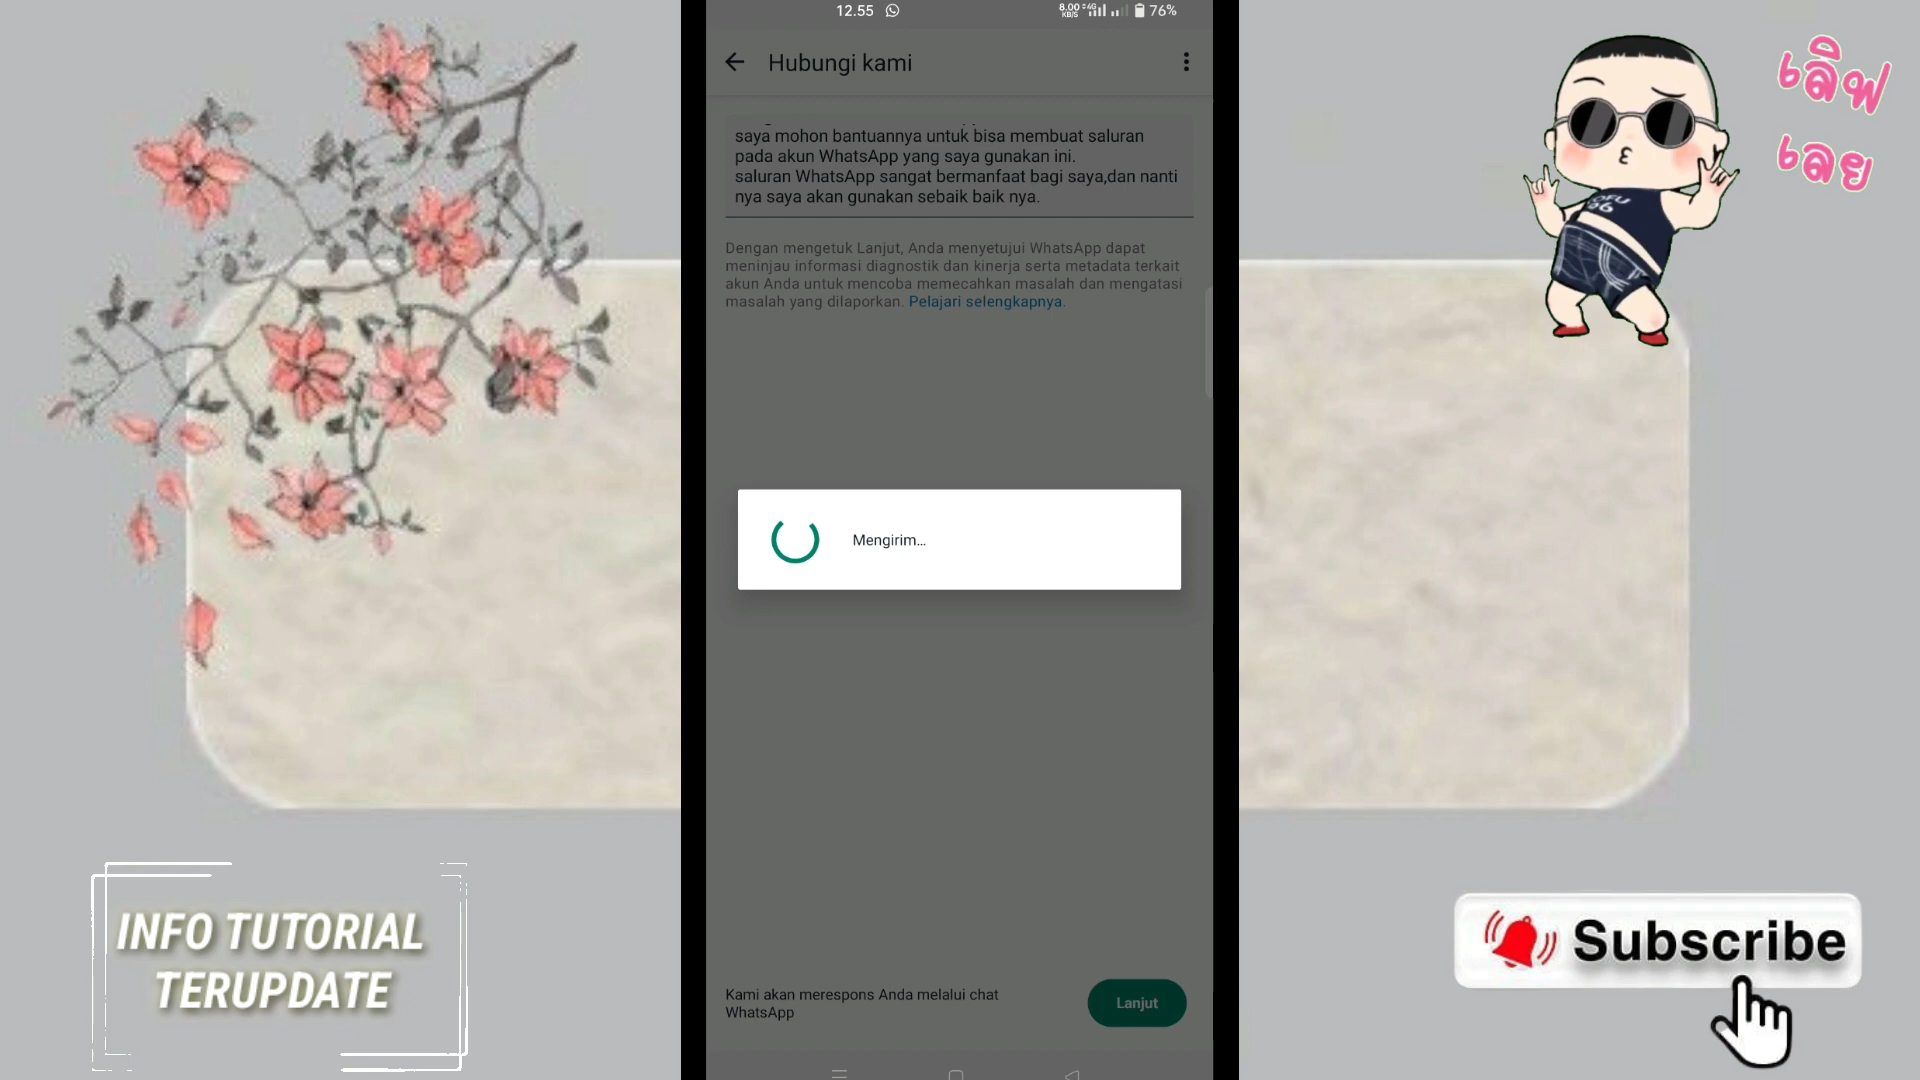 12.55
8.00
KB/S
4G
76%
Hubungi kami
saya mohon bantuannya untuk bisa membuat saluran
pada akun WhatsApp yang saya gunakan ini.
saluran WhatsApp sangat bermanfaat bagi saya,dan nanti
nya saya akan gunakan sebaik baik nya.
Dengan mengetuk Lanjut, Anda menyetujui WhatsApp dapat
meninjau informasi diagnostik dan kinerja serta metadata terkait
akun Anda untuk mencoba memecahkan masalah dan mengatasi
masalah yang dilaporkan. Pelajari selengkapnya.
Mengirim...
Kami akan merespons Anda melalui chat
WhatsApp
Lanjut
เลิฟ
เลย
INFO TUTORIAL
TERUPDATE
Subscribe